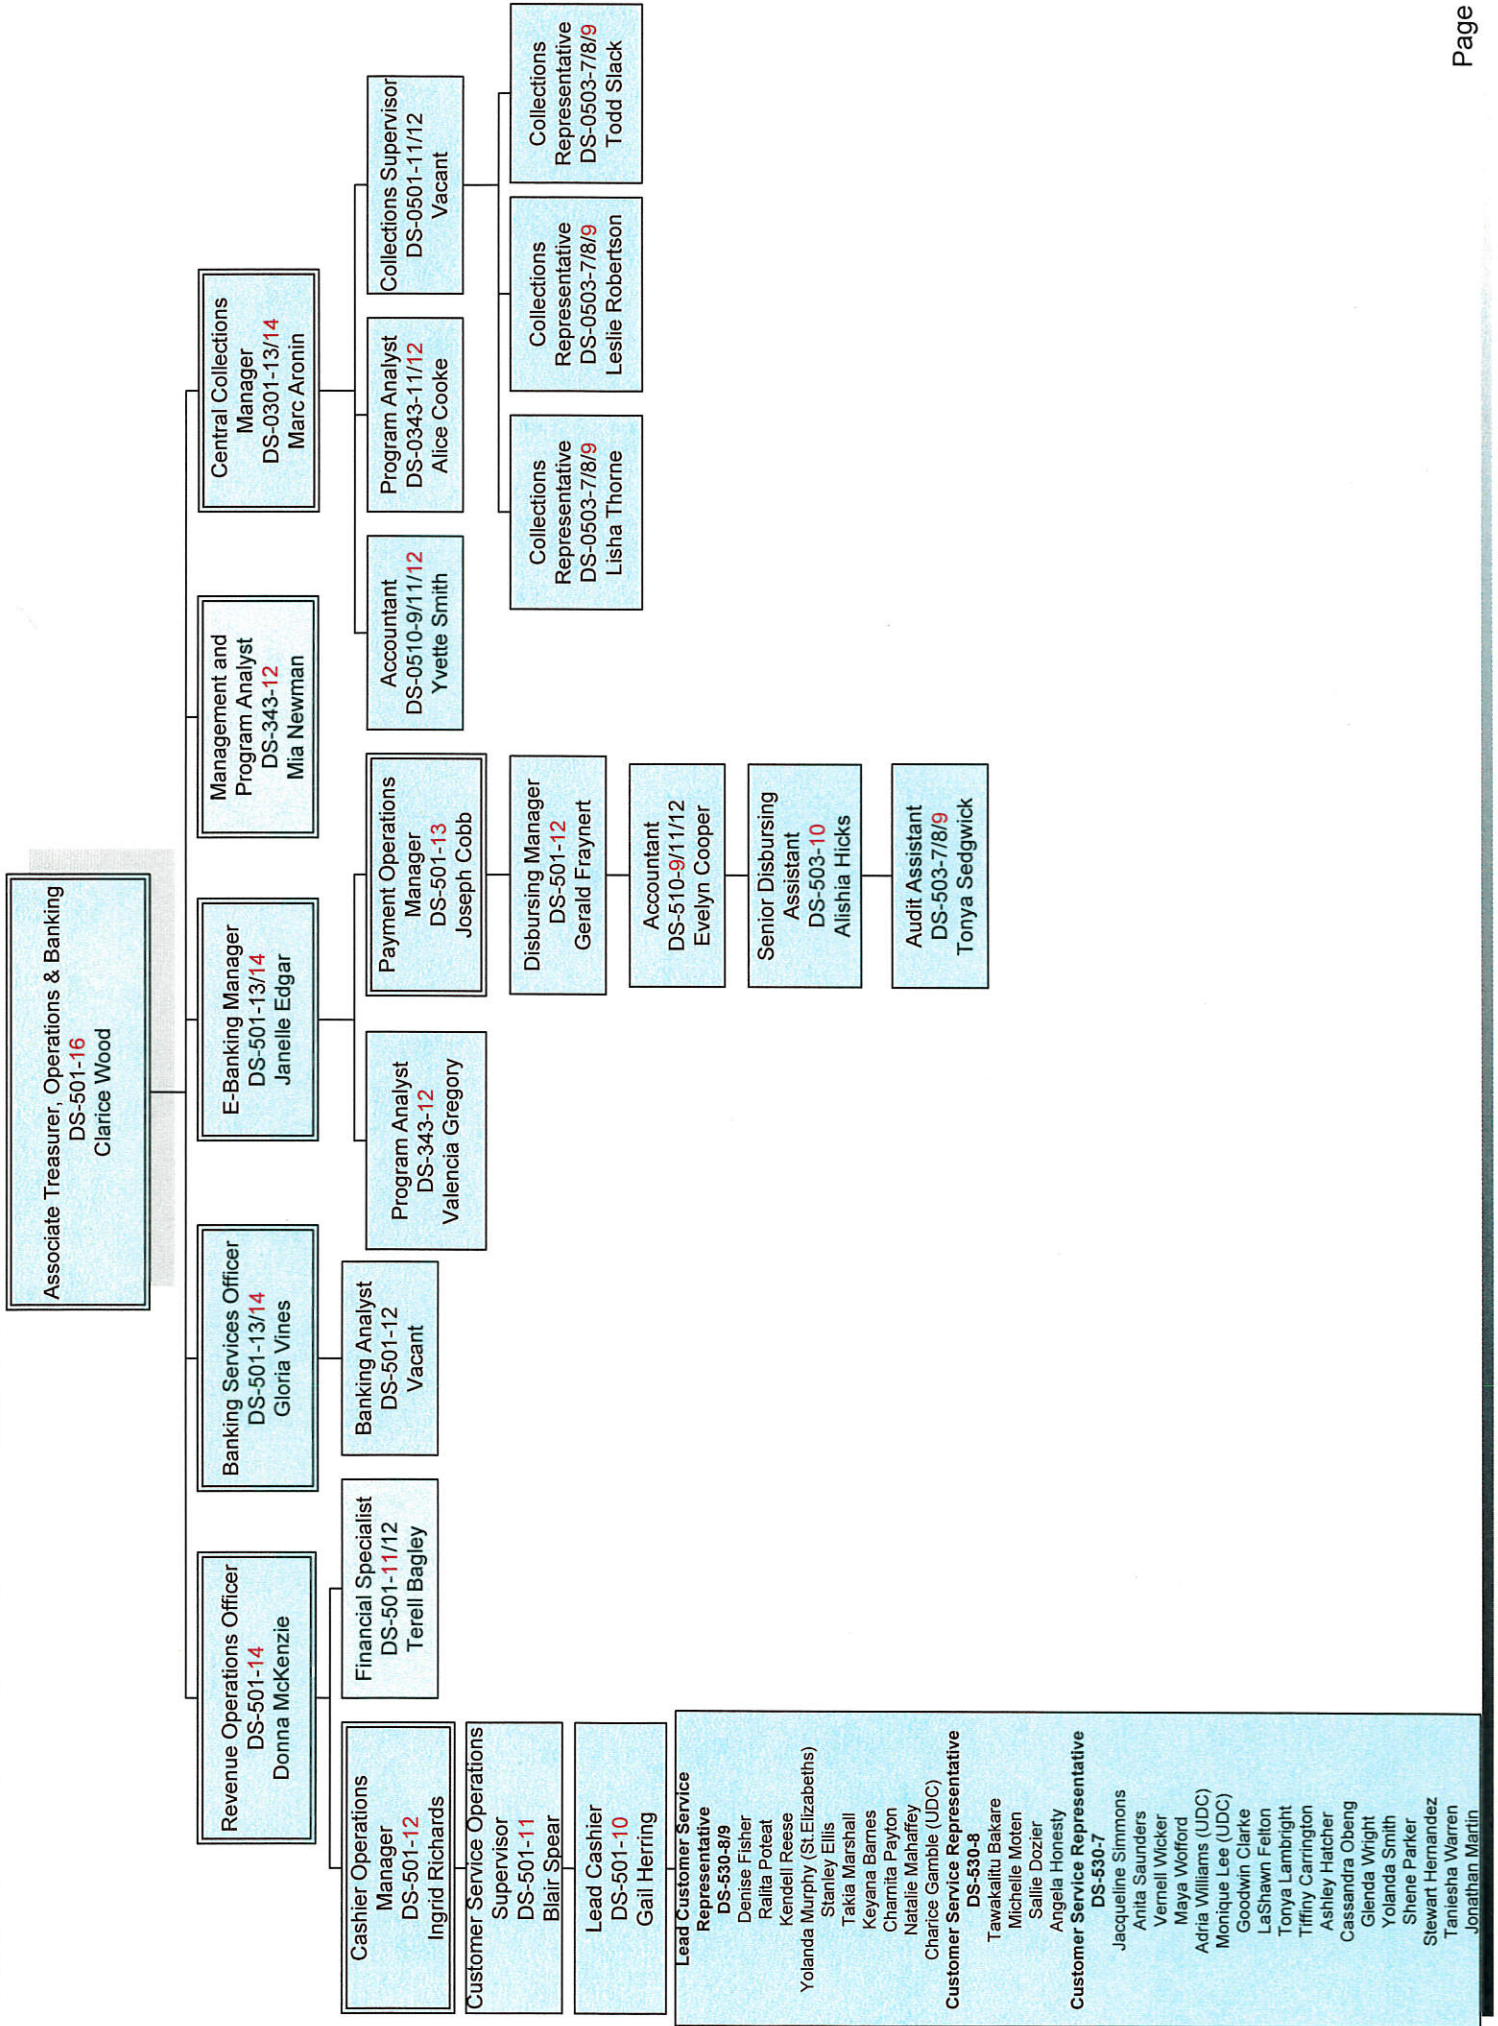 Associate Treasurer, Operations & Banking
DS-501-16
Clarice Wood
Revenue Operations Officer
DS-501-14
Donna McKenzie
Banking Services Officer
DS-501-13/14
Gloria Vines
E-Banking Manager
DS-501-13/14
Janelle Edgar
Management and
Program Analyst
DS-343-12
Mia Newman
Central Collections
Manager
DS-0301-13/14
Marc Aronin
Cashier Operations
Manager
DS-501-12
Ingrid Richards
Financial Specialist
DS-501-11/12
Terell Bagley
Banking Analyst
DS-501-12
Vacant
Program Analyst
DS-343-12
Valencia Gregory
Payment Operations
Manager
DS-501-13
Joseph Cobb
Accountant
DS-0510-9/11/12
Yvette Smith
Program Analyst
DS-0343-11/12
Alice Cooke
Collections Supervisor
DS-0501-11/12
Vacant
Customer Service Operations
Supervisor
DS-501-11
Blair Spear
Disbursing Manager
DS-501-12
Gerald Fraynert
Collections
Representative
DS-0503-7/8/9
Lisha Thorne
Collections
Representative
DS-0503-7/8/9
Leslie Robertson
Collections
Representative
DS-0503-7/8/9
Todd Slack
Lead Cashier
DS-501-10
Gail Herring
Accountant
DS-510-9/11/12
Evelyn Cooper
Senior Disbursing
Assistant
DS-503-10
Alishia Hicks
Audit Assistant
DS-503-7/8/9
Tonya Sedgwick
Lead Customer Service
Representative
DS-530-8/9
Denise Fisher
Ralita Poteat
Kendell Reese
Yolanda Murphy (St.Elizabeths)
Stanley Ellis
Takia Marshall
Keyana Barnes
Charnita Payton
Natalie Mahaffey
Charice Gamble (UDC)
Customer Service Representative
DS-530-8
Tawakalitu Bakare
Michelle Moten
Sallie Dozier
Angela Honesty
Customer Service Representative
DS-530-7
Jacqueline Simmons
Anita Saunders
Vernell Wicker
Maya Wofford
Adria Williams (UDC)
Monique Lee (UDC)
Goodwin Clarke
LaShawn Felton
Tonya Lambright
Tiffiny Carrington
Ashley Hatcher
Cassandra Obeng
Glenda Wright
Yolanda Smith
Shene Parker
Stewart Hernandez
Taniesha Warren
Jonathan Martin
Page